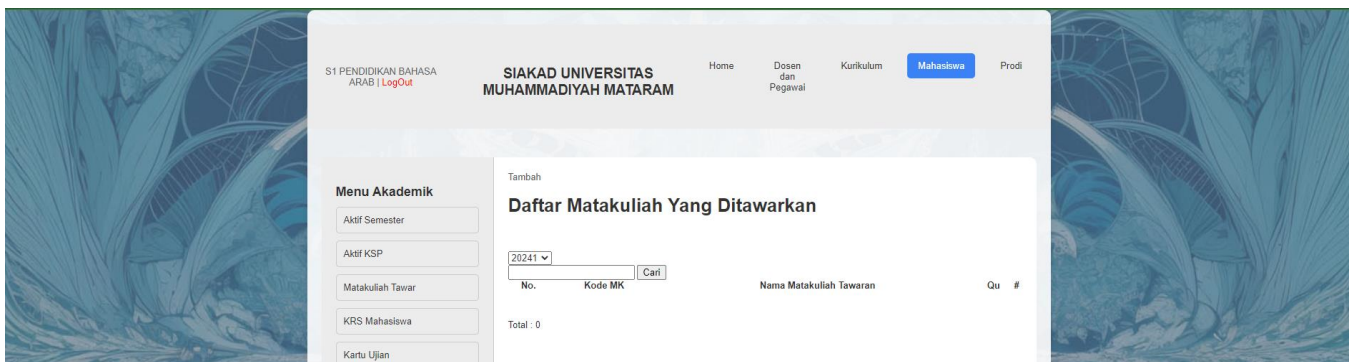 S1 PENDIDIKAN BAHASA
ARAB | LogOut
SIAKAD UNIVERSITAS
MUHAMMADIYAH MATARAM
Home
Dosen
dan
Pegawai
Kurikulum
Mahasiswa
Prodi
Menu Akademik
Aktif Semester
Aktif KSP
Matakuliah Tawar
KRS Mahasiswa
Kartu Ujian
Tambah
Daftar Matakuliah Yang Ditawarkan
20241
Cari
No. Kode MK Nama Matakuliah Tawaran Qu #
Total : 0